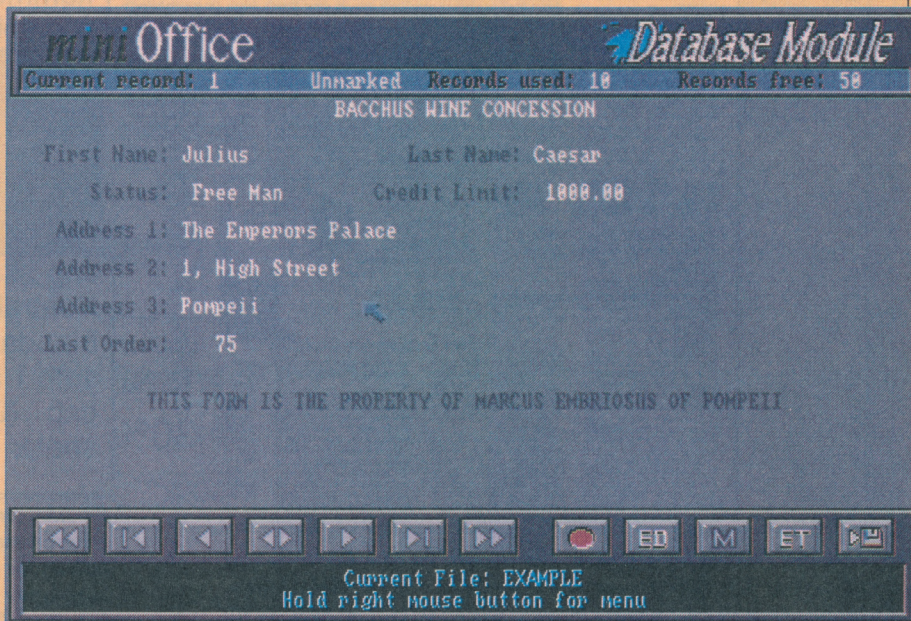 mini Office Database Module
Current record: 1 Unmarked Records used: 10 Records free: 50
BACCHUS WINE CONCESSION
First Name: Julius Last Name: Caesar
Status: Free Man Credit Limit: 1000.00
Address 1: The Emperors Palace
Address 2: 1, High Street
Address 3: Pompeii
Last Order: 75
THIS FORM IS THE PROPERTY OF MARCUS EMBRIOSUS OF POMPEII
ED M ET
Current File: EXAMPLE
Hold right mouse button for menu